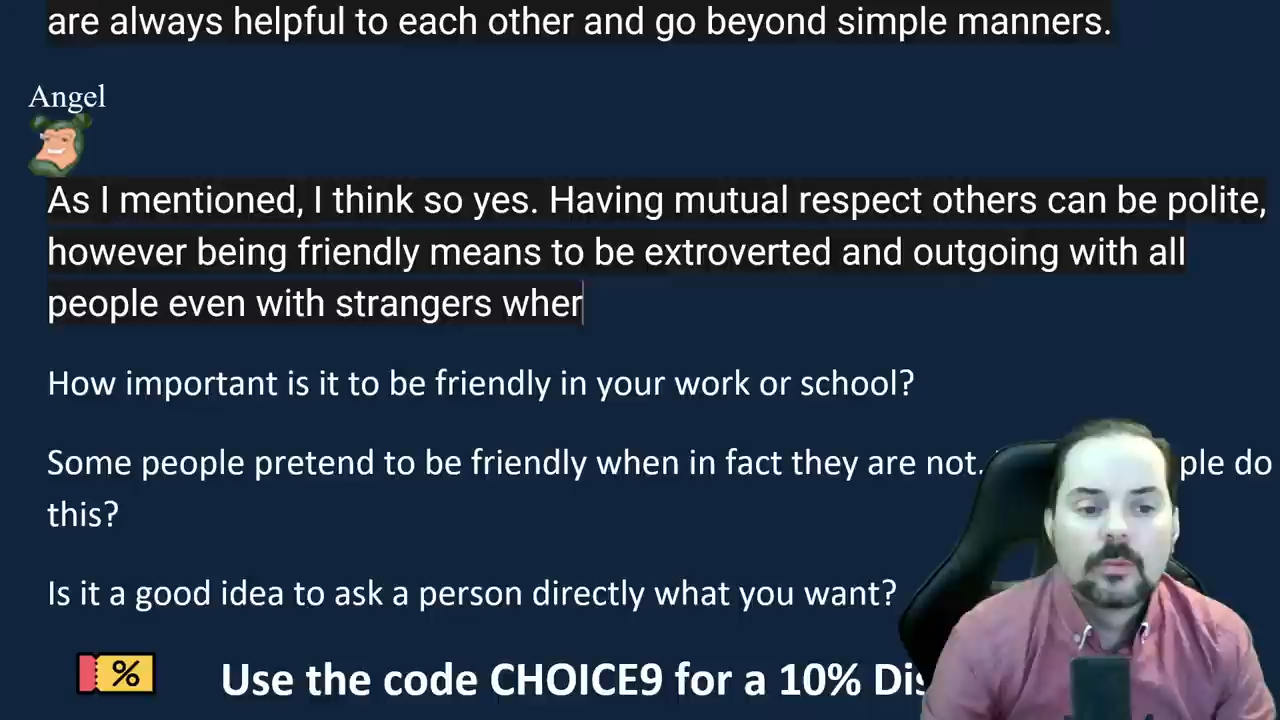 are always helpful to each other and go beyond simple manners.
Angel
As I mentioned, I think so yes. Having mutual respect others can be polite,
however being friendly means to be extroverted and outgoing with all
people even with strangers wher
How important is it to be friendly in your work or school?
Some people pretend to be friendly when in fact they are not. ple do
this?
Is it a good idea to ask a person directly what you want?
% Use the code CHOICE9 for a 10% Dis